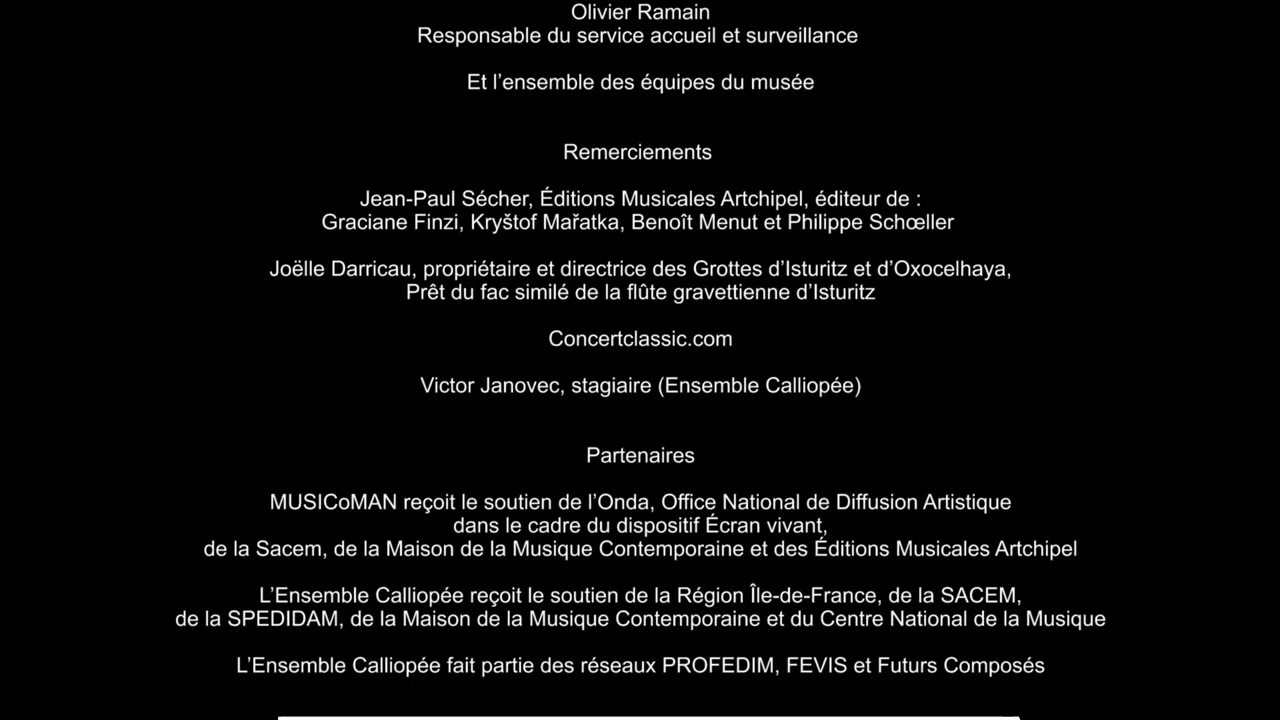 Olivier Ramain
Responsable du service accueil et surveillance
Et l’ensemble des équipes du musée
Remerciements
Jean-Paul Sécher, Éditions Musicales Artchipel, éditeur de :
Graciane Finzi, Kryštof Mařatka, Benoît Menut et Philippe Schœller
Joëlle Darricau, propriétaire et directrice des Grottes d’Isturitz et d’Oxocelhaya,
Prêt du fac similé de la flûte gravettienne d’Isturitz
Concertclassic.com
Victor Janovec, stagiaire (Ensemble Calliopée)
Partenaires
MUSICoMAN reçoit le soutien de l’Onda, Office National de Diffusion Artistique
dans le cadre du dispositif Écran vivant,
de la Sacem, de la Maison de la Musique Contemporaine et des Éditions Musicales Artchipel
L’Ensemble Calliopée reçoit le soutien de la Région Île-de-France, de la SACEM,
de la SPEDIDAM, de la Maison de la Musique Contemporaine et du Centre National de la Musique
L’Ensemble Calliopée fait partie des réseaux PROFEDIM, FEVIS et Futurs Composés